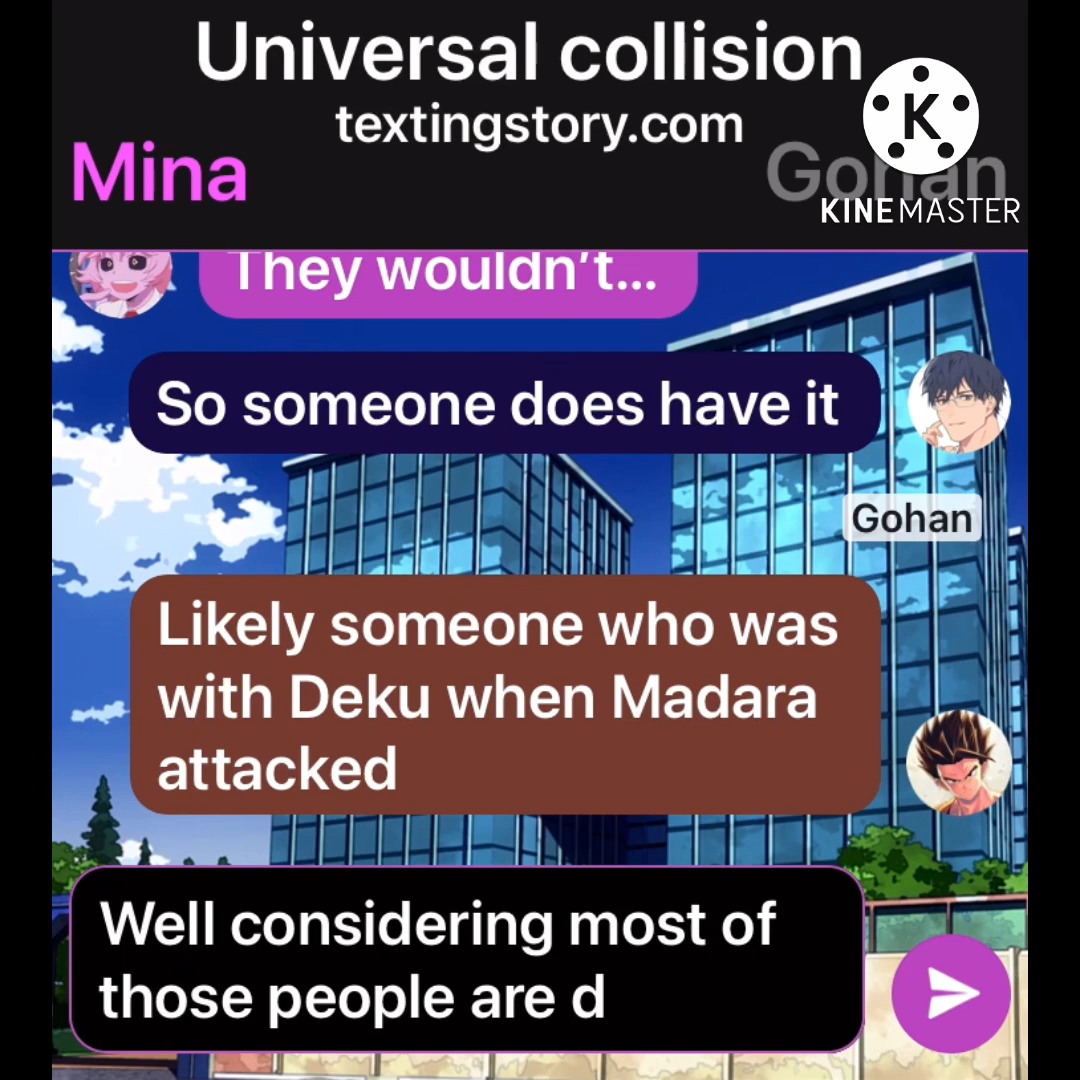 Universal collision
textingstory.com
Mina
Gohan
K
KINEMASTER
They wouldn't...
So someone does have it
Gohan
Likely someone who was
with Deku when Madara
attacked
Well considering most of
those people are d